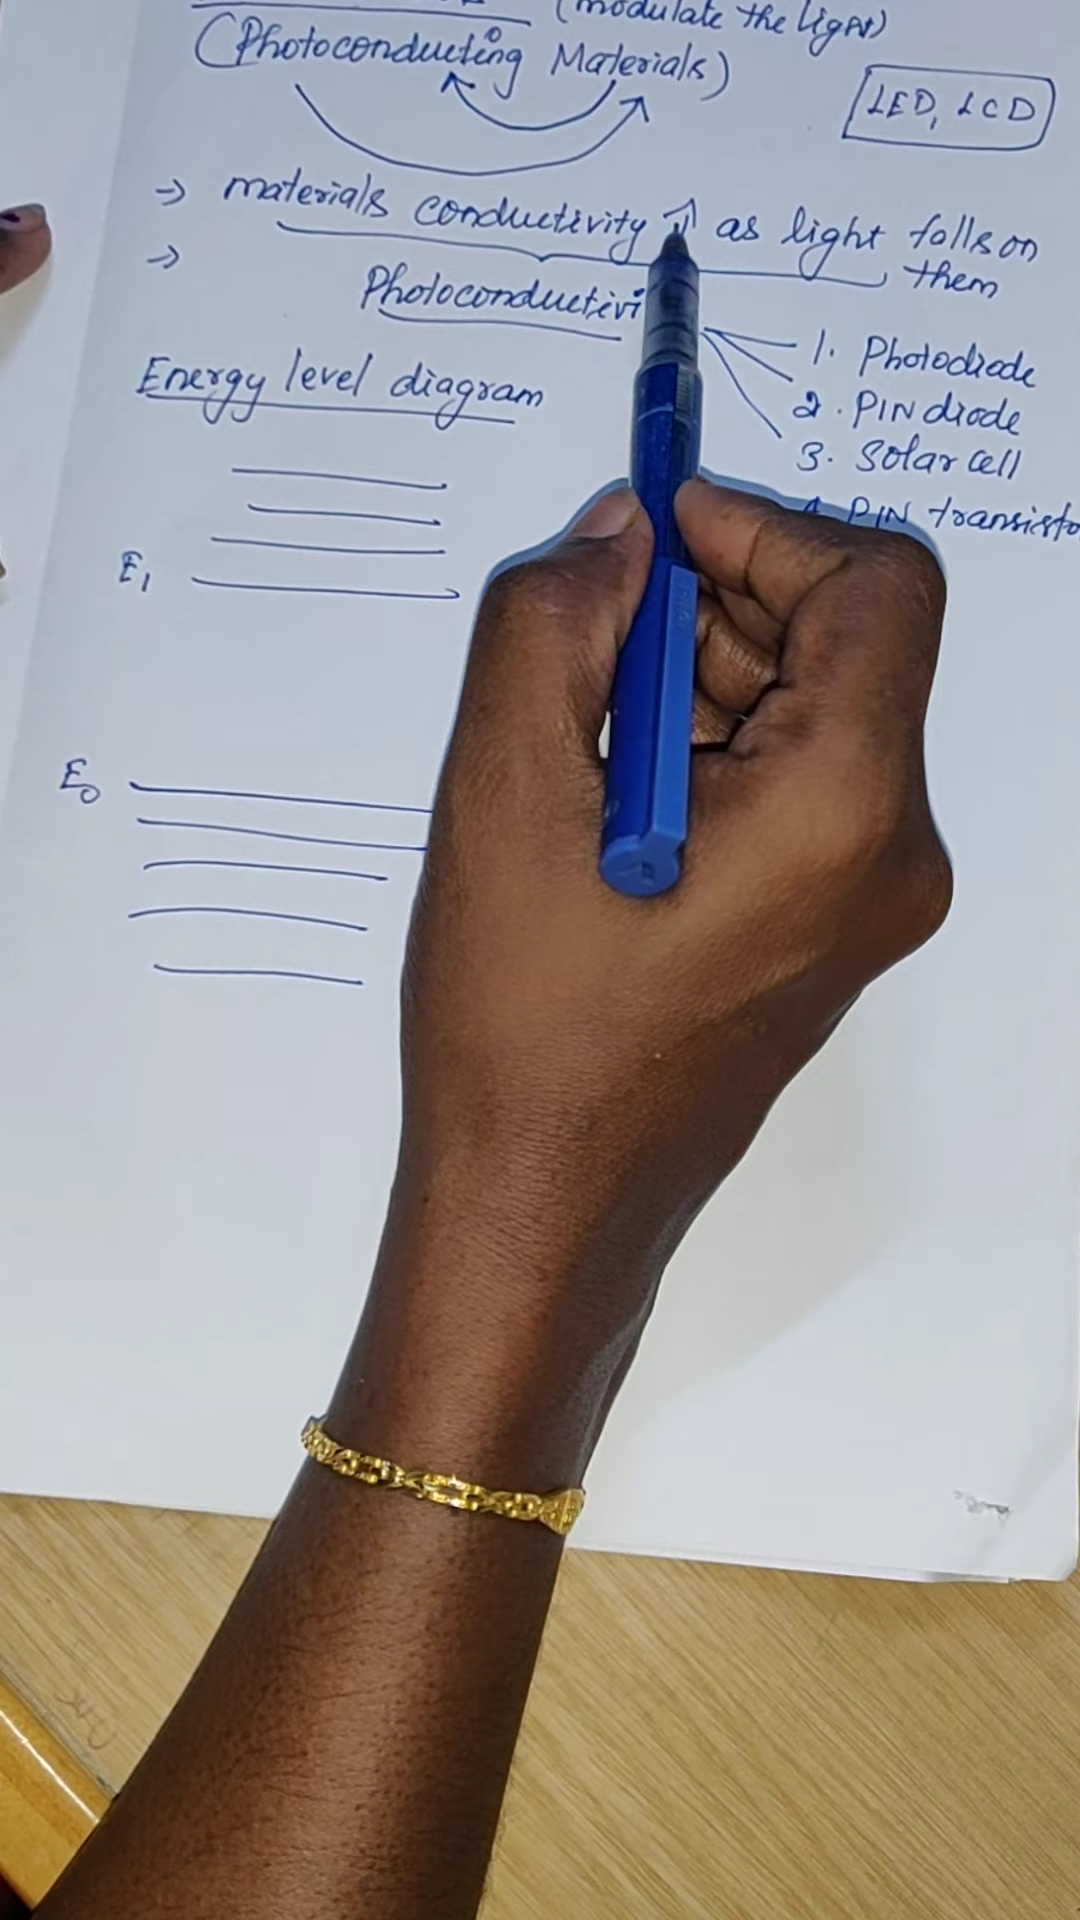 (modulate the light)
(Photoconducting Materials)
LED, LCD
→ materials conductivity ⇑ as light falls on
→ them
Photoconductivi
1. Photodiode
Energy level diagram
2. PIN diode
3. Solar cell
4. PIN transisto
E1
E0